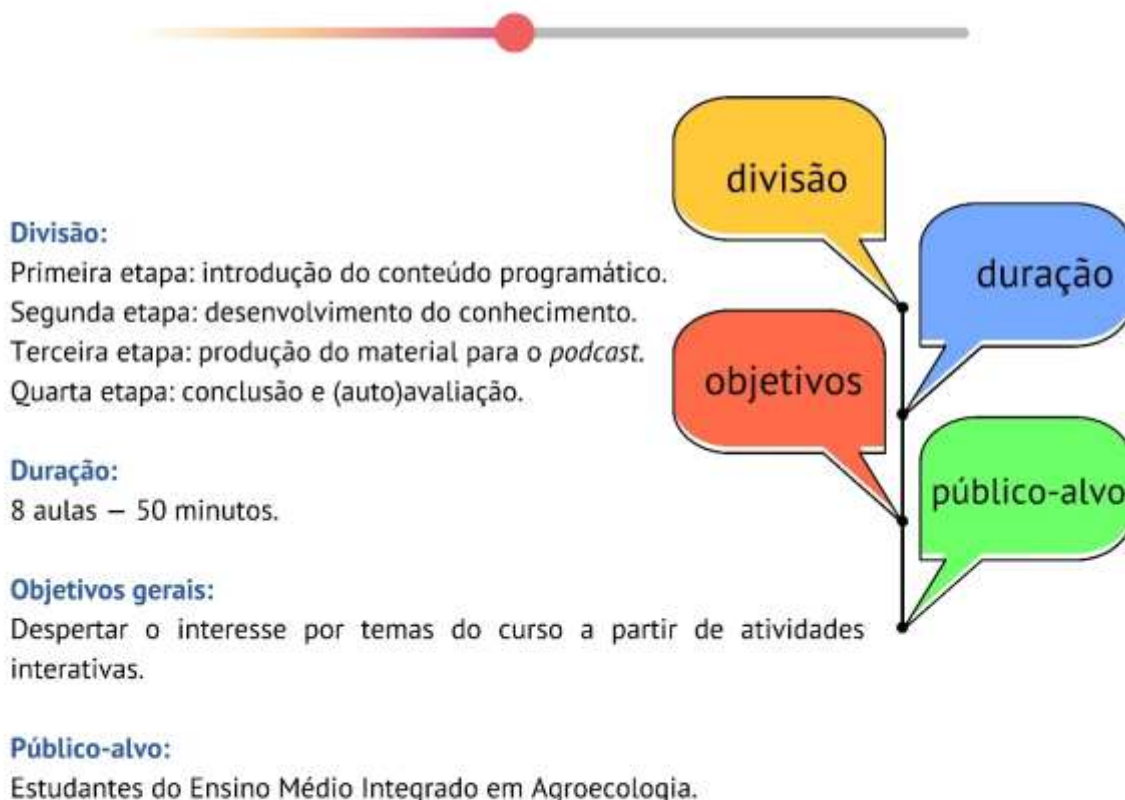 divisão
duração
objetivos
público-alvo
Divisão:
Primeira etapa: introdução do conteúdo programático.
Segunda etapa: desenvolvimento do conhecimento.
Terceira etapa: produção do material para o podcast.
Quarta etapa: conclusão e (auto)avaliação.
Duração:
8 aulas — 50 minutos.
Objetivos gerais:
Despertar o interesse por temas do curso a partir de atividades
interativas.
Público-alvo:
Estudantes do Ensino Médio Integrado em Agroecologia.